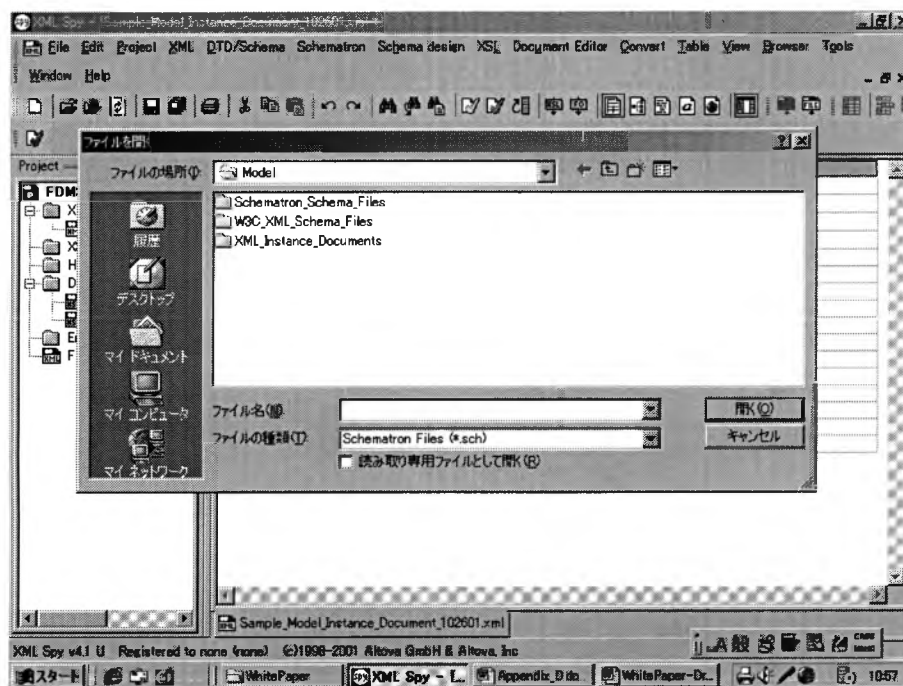 XML Spy - [Sample_Model_Instance_Document_102601.xml]
File Edit Project XML DTD/Schema Schematron Schema design XSL Document Editor Convert Table View Browser Tools
Window Help
ファイルを開く
Project
ファイルの場所(I): Model
FDM
Schematron_Schema_Files
W3C_XML_Schema_Files
XML_Instance_Documents
X
X
H
D
F
履歴
デスクトップ
マイ ドキュメント
マイ コンピュータ
マイ ネットワーク
ファイル名(N):
開く(O)
ファイルの種類(T): Schematron Files (*.sch)
キャンセル
読み取り専用ファイルとして開く(R)
Sample_Model_Instance_Document_102601.xml
XML Spy v4.1 U Registered to none (none) (c)1998-2001 Altova GmbH & Altova, Inc
A般
CAPS
スタート
WhitePaper
XML Spy - [...
Appendix_D.do...
WhitePaper-Dr...
10:57